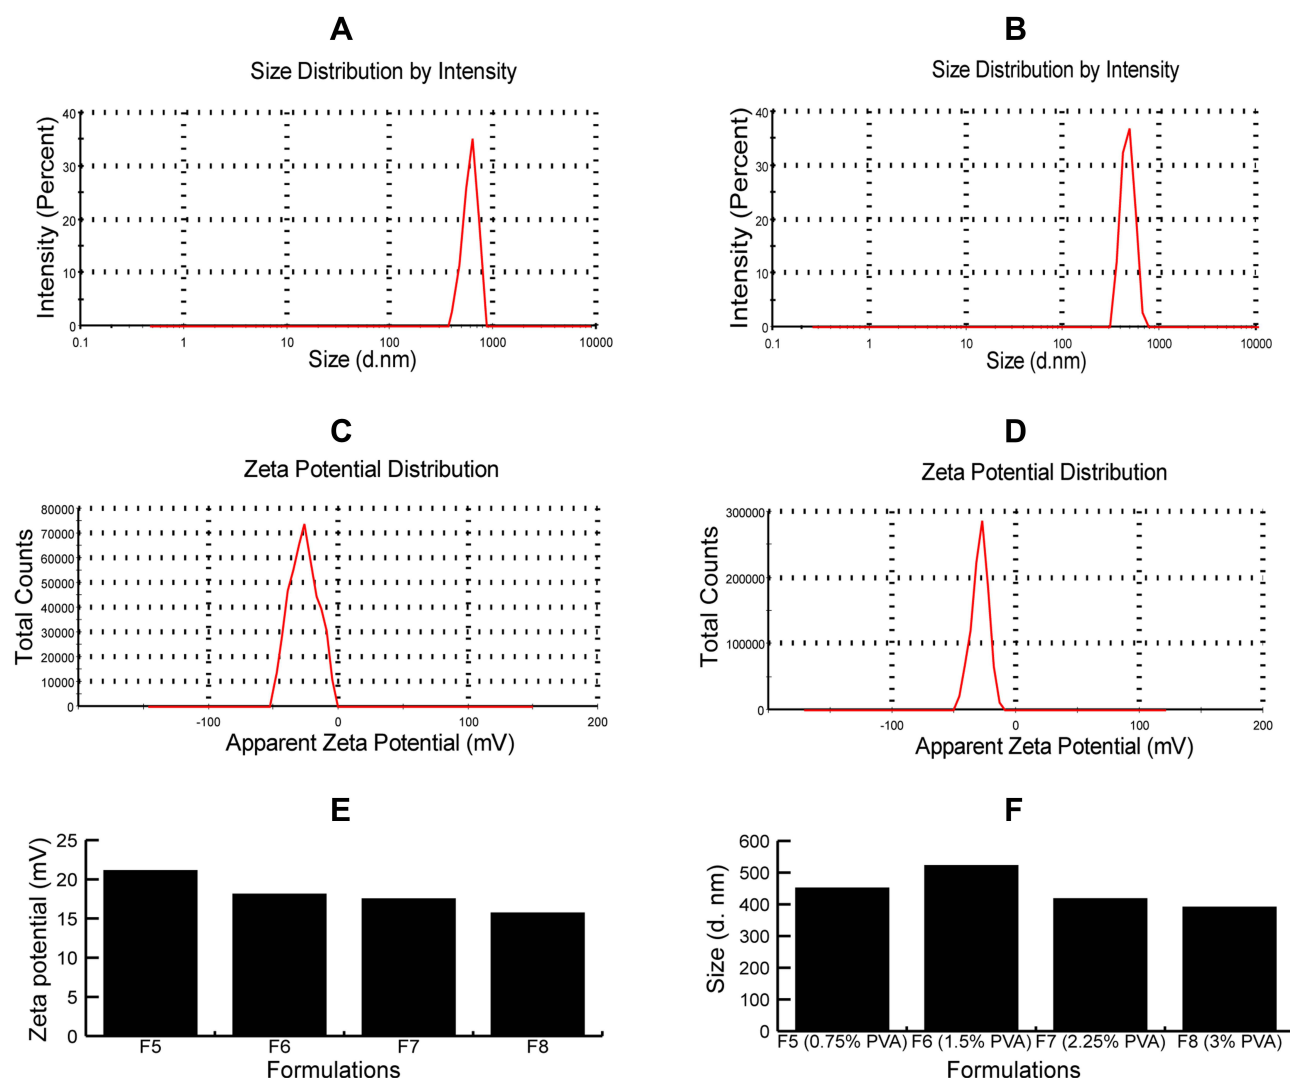 A
Size Distribution by Intensity
Intensity (Percent)
40
30
20
10
0
0.1 1 10 100 1000 10000
Size (d.nm)
B
Size Distribution by Intensity
Intensity (Percent)
40
30
20
10
0
0.1 1 10 100 1000 10000
Size (d.nm)
C
Zeta Potential Distribution
Total Counts
80000
70000
60000
50000
40000
30000
20000
10000
0
-100 0 100 200
Apparent Zeta Potential (mV)
D
Zeta Potential Distribution
Total Counts
300000
200000
100000
0
-100 0 100 200
Apparent Zeta Potential (mV)
E
Zeta potential (mV)
25
20
15
10
5
0
F5 F6 F7 F8
Formulations
F
Size (d. nm)
600
500
400
300
200
100
0
F5 (0.75% PVA) F6 (1.5% PVA) F7 (2.25% PVA) F8 (3% PVA)
Formulations